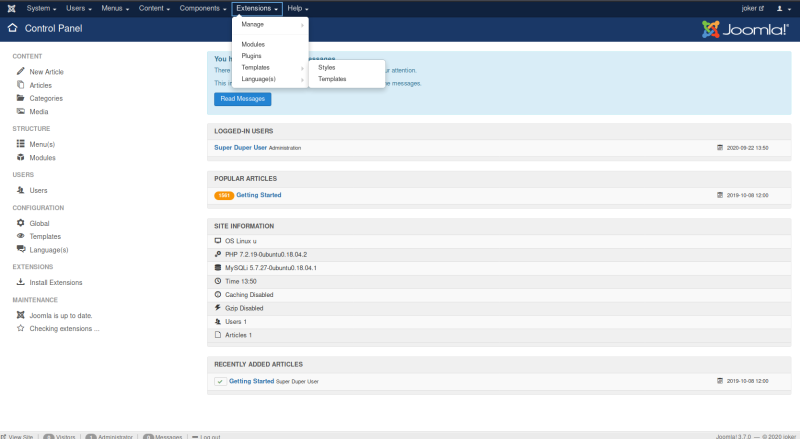 System Users Menus Content Components Extensions Help joker
Control Panel Joomla!®
Manage
Modules
Plugins
Templates
Language(s)
Styles
Templates
You h messages
There ur attention.
This i e messages.
Read Messages
CONTENT
New Article
Articles
Categories
Media
STRUCTURE
Menu(s)
Modules
USERS
Users
CONFIGURATION
Global
Templates
Language(s)
EXTENSIONS
Install Extensions
MAINTENANCE
Joomla is up to date.
Checking extensions ...
LOGGED-IN USERS
Super Duper User Administration 2020-09-22 13:50
POPULAR ARTICLES
Getting Started 2019-10-08 12:00
SITE INFORMATION
OS Linux u
PHP 7.2.19-0ubuntu0.18.04.2
MySQLi 5.7.27-0ubuntu0.18.04.1
Time 13:50
Caching Disabled
Gzip Disabled
Users 1
Articles 1
RECENTLY ADDED ARTICLES
Getting Started Super Duper User 2019-10-08 12:00
View Site 0 Visitors 1 Administrator 0 Messages Log out Joomla! 3.7.0 — © 2020 joker